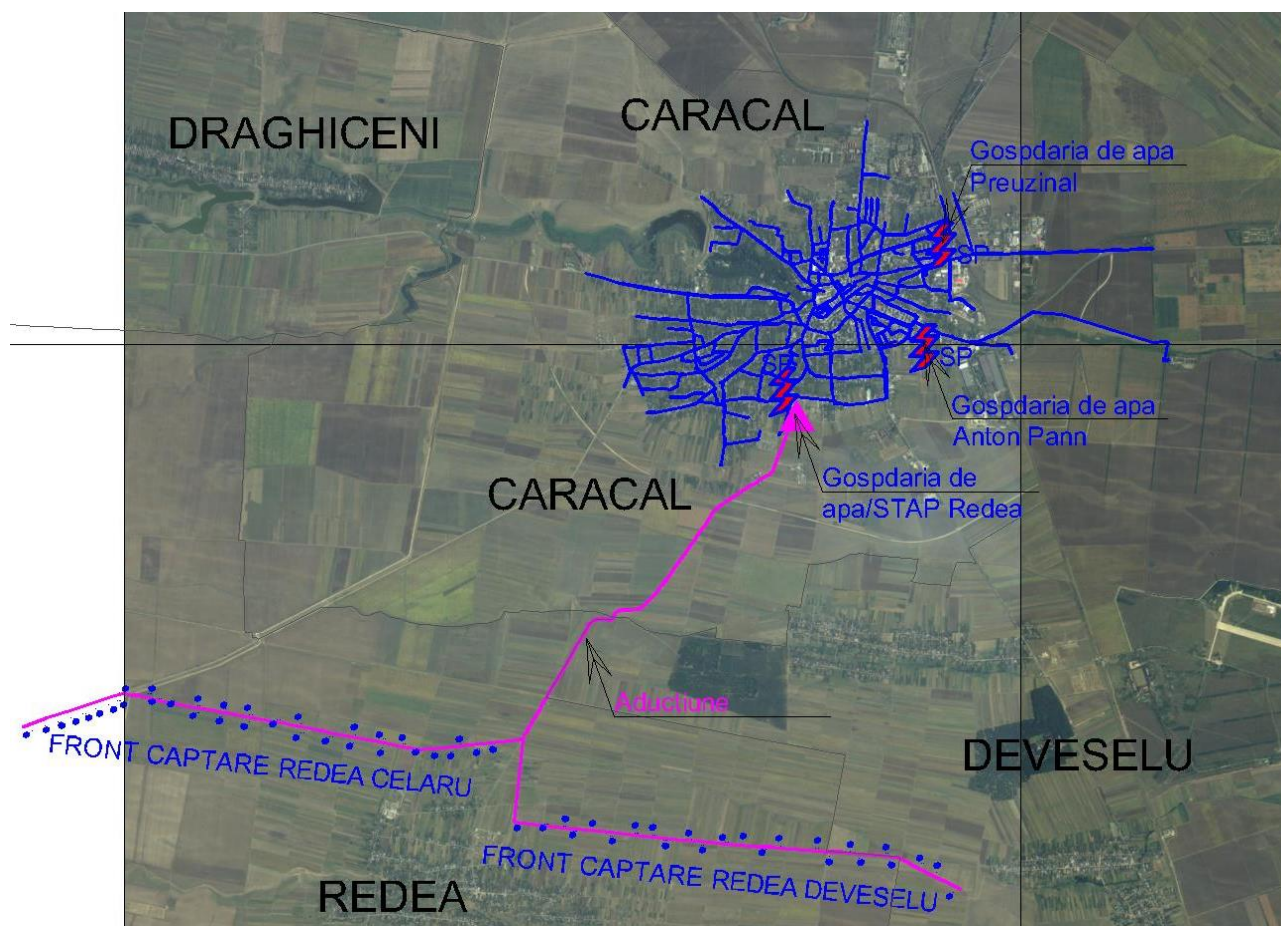 CARACAL
DRAGHICENI
Gospdaria de apa
Preuzinal
SP
SP
SP
Gospdaria de apa
Anton Pann
Gospdaria de
apa/STAP Redea
CARACAL
Aductiune
DEVESELU
FRONT CAPTARE REDEA CELARU
FRONT CAPTARE REDEA DEVESELU
REDEA